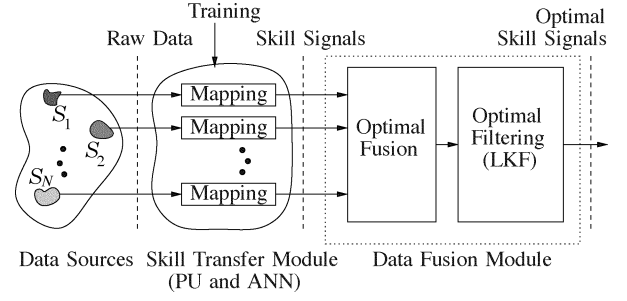 Training
Optimal
Raw Data
Skill Signals
Skill Signals
S1
S2
SN
Mapping
Mapping
Mapping
Optimal
Fusion
Optimal
Filtering
(LKF)
Data Sources
Skill Transfer Module
(PU and ANN)
Data Fusion Module